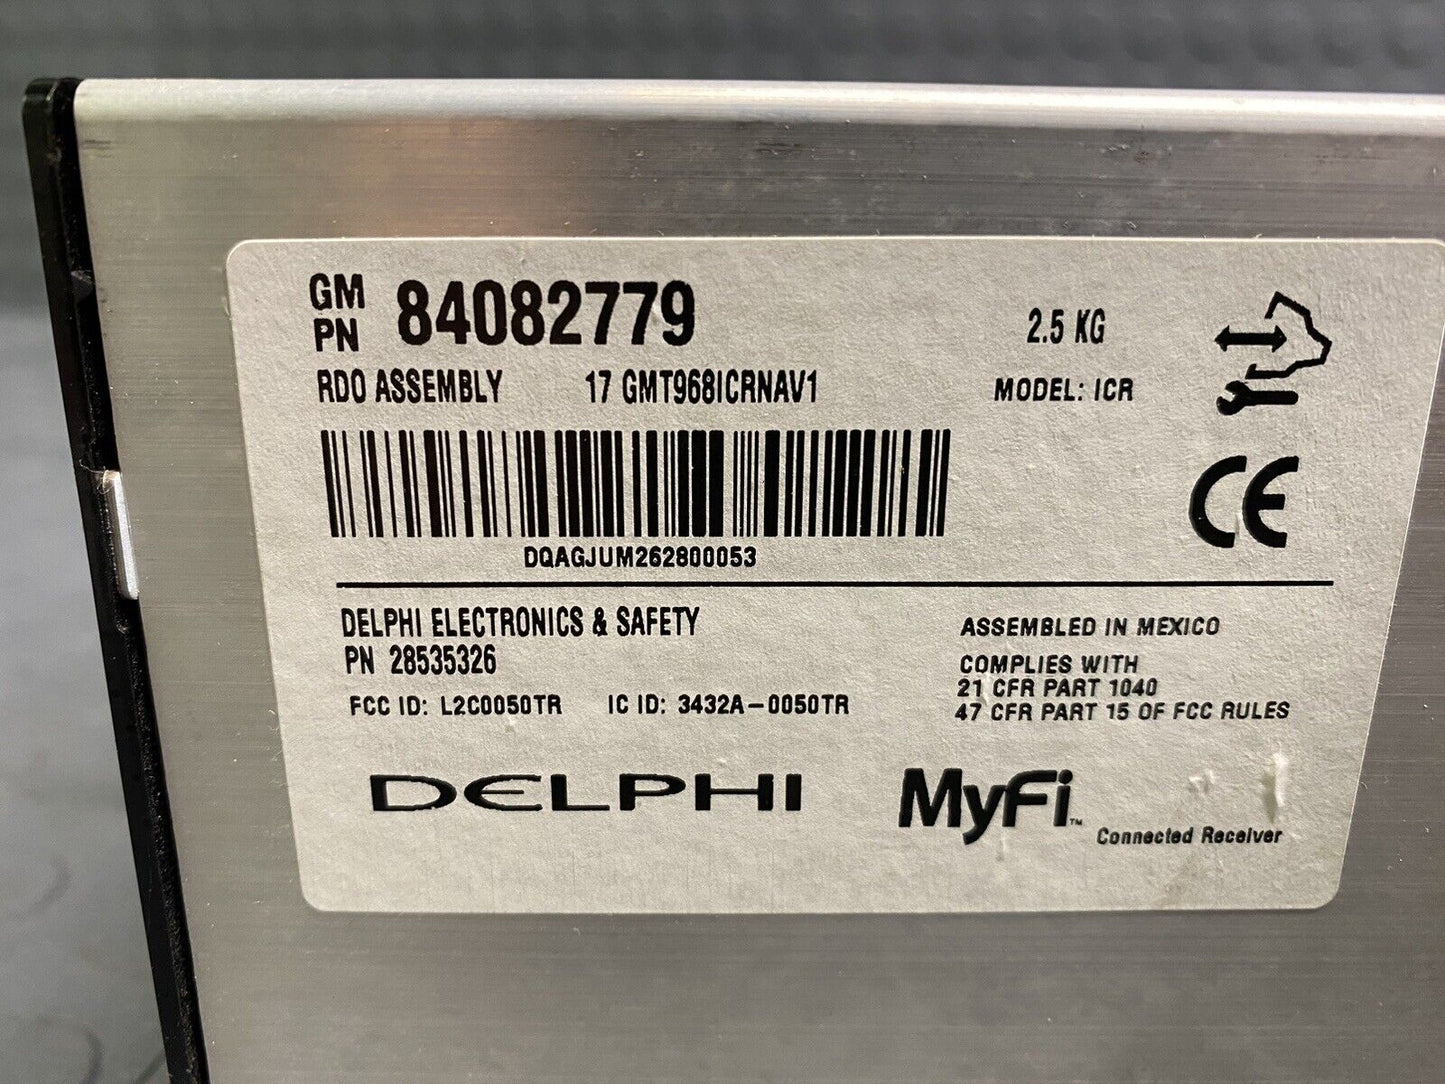 GM PN 84082779
2.5 KG
RDO ASSEMBLY 17 GMT968ICRNAV1
MODEL: ICR
CE
DQAGJUM262800053
DELPHI ELECTRONICS & SAFETY
PN 28535326
FCC ID: L2C0050TR IC ID: 3432A-0050TR
ASSEMBLED IN MEXICO
COMPLIES WITH
21 CFR PART 1040
47 CFR PART 15 OF FCC RULES
DELPHI
MyFi™
Connected Receiver